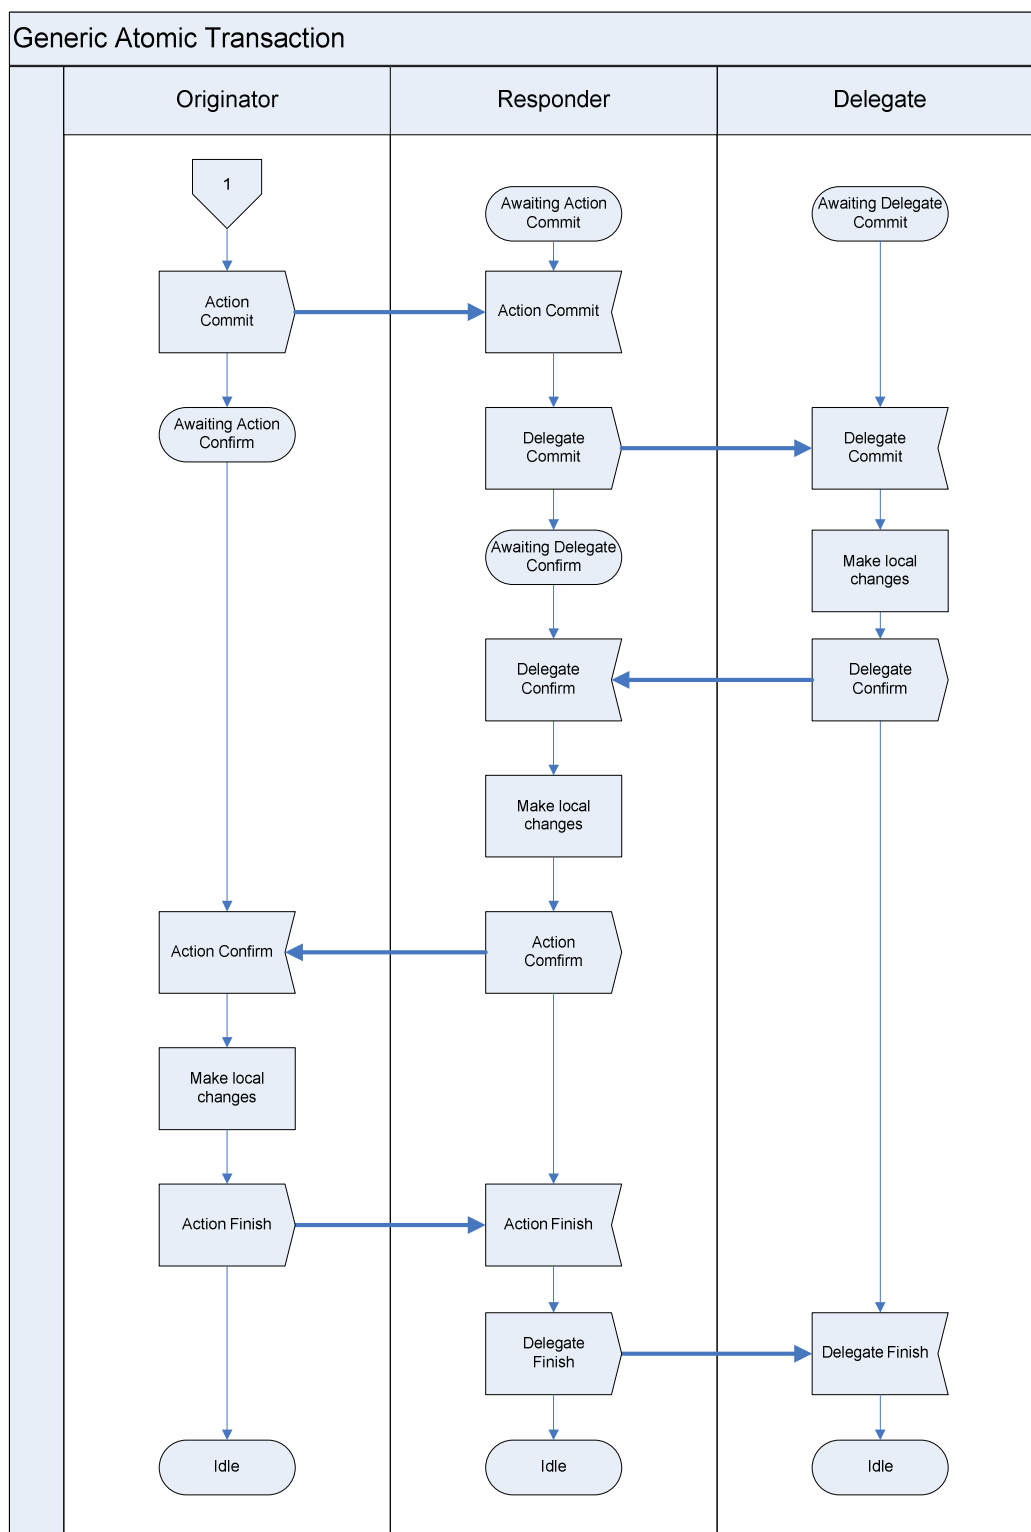 Generic Atomic Transaction
Originator
Responder
Delegate
1
Awaiting Action
Commit
Awaiting Delegate
Commit
Action
Commit
Action Commit
Awaiting Action
Confirm
Delegate
Commit
Delegate
Commit
Awaiting Delegate
Confirm
Make local
changes
Delegate
Confirm
Delegate
Confirm
Make local
changes
Action Confirm
Action
Comfirm
Make local
changes
Action Finish
Action Finish
Delegate
Finish
Delegate Finish
Idle
Idle
Idle